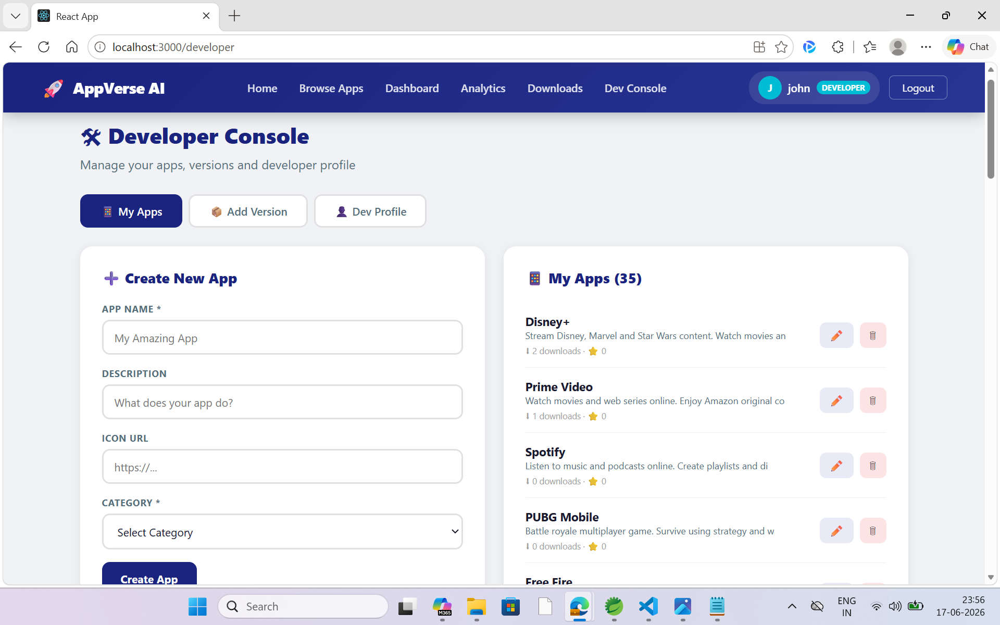 React App
localhost:3000/developer
Chat
AppVerse AI
Home
Browse Apps
Dashboard
Analytics
Downloads
Dev Console
J
john
DEVELOPER
Logout
Developer Console
Manage your apps, versions and developer profile
My Apps
Add Version
Dev Profile
Create New App
APP NAME *
My Amazing App
DESCRIPTION
What does your app do?
ICON URL
https://...
CATEGORY *
Select Category
Create App
My Apps (35)
Disney+
Stream Disney, Marvel and Star Wars content. Watch movies an
⬇ 2 downloads · ⭐ 0
Prime Video
Watch movies and web series online. Enjoy Amazon original co
⬇ 1 downloads · ⭐ 0
Spotify
Listen to music and podcasts online. Create playlists and di
⬇ 0 downloads · ⭐ 0
PUBG Mobile
Battle royale multiplayer game. Survive using strategy and w
⬇ 0 downloads · ⭐ 0
Free Fire
Search
M365
ENG
IN
23:56
17-06-2026